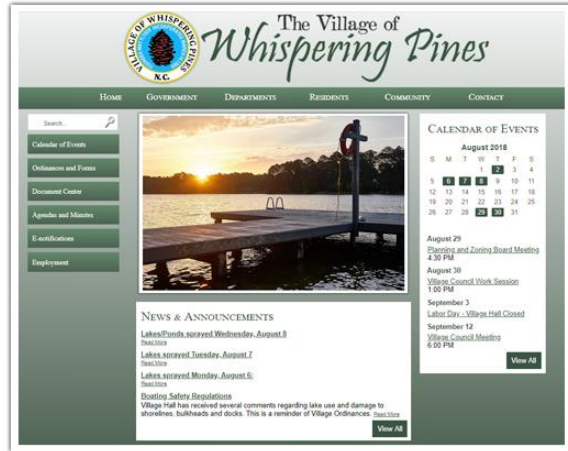 VILLAGE OF WHISPERING PINES
N.C.
The Village of
Whispering Pines
HOME GOVERNMENT DEPARTMENTS RESIDENTS COMMUNITY CONTACT
Search...
Calendar of Events
Ordinances and Forms
Document Center
Agendas and Minutes
E-notifications
Employment
NEWS & ANNOUNCEMENTS
Lakes/Ponds sprayed Wednesday, August 8
Read More
Lakes sprayed Tuesday, August 7
Read More
Lakes sprayed Monday, August 6:
Read More
Boating Safety Regulations
Village Hall has received several comments regarding lake use and damage to
shorelines, bulkheads and docks. This is a reminder of Village Ordinances. Read More
View All
CALENDAR OF EVENTS
August 2018
S M T W T F S
1 2 3 4
5 6 7 8 9 10 11
12 13 14 15 16 17 18
19 20 21 22 23 24 25
26 27 28 29 30 31
August 29
Planning and Zoning Board Meeting
4:30 PM
August 30
Village Council Work Session
1:00 PM
September 3
Labor Day - Village Hall Closed
September 12
Village Council Meeting
6:00 PM
View All